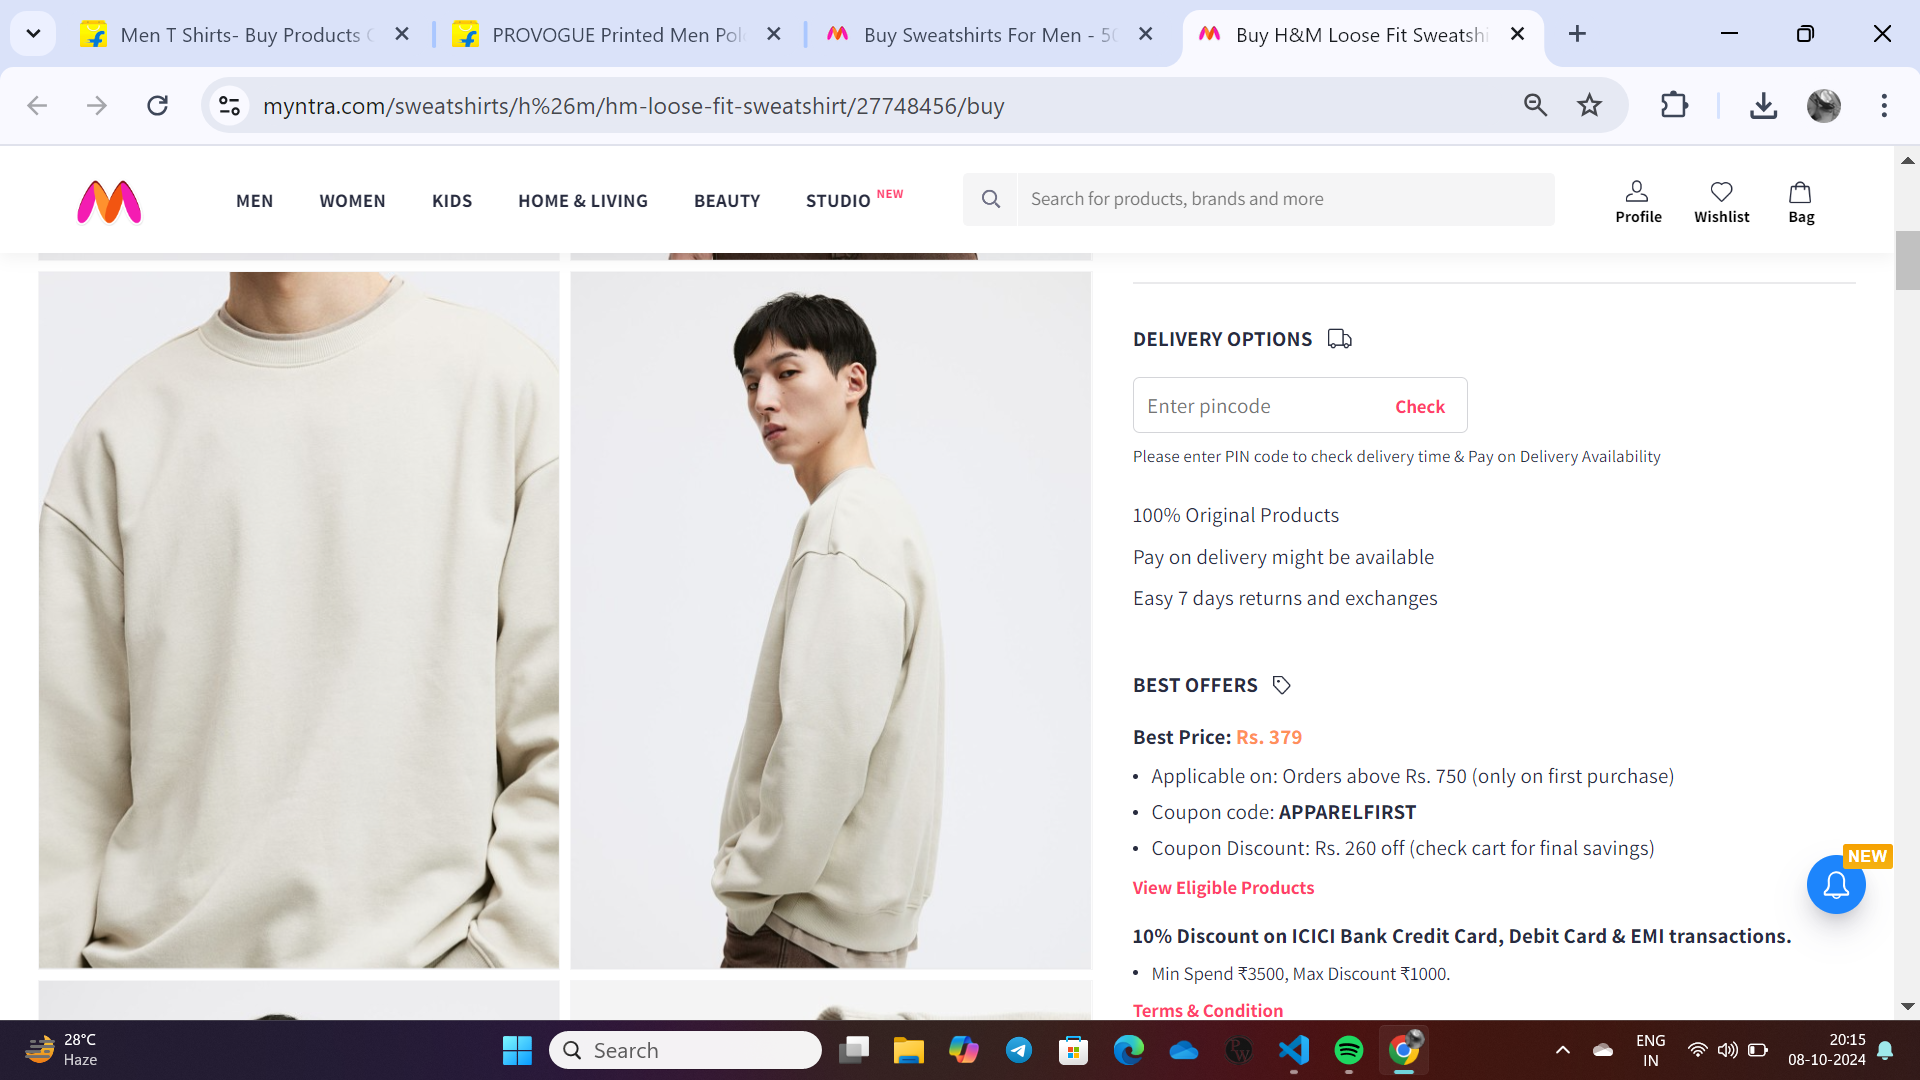 Men T Shirts- Buy Products
PROVOGUE Printed Men Pol
Buy Sweatshirts For Men - 50
Buy H&M Loose Fit Sweatshi
myntra.com/sweatshirts/h%26m/hm-loose-fit-sweatshirt/27748456/buy
MEN WOMEN KIDS HOME & LIVING BEAUTY STUDIO NEW
Search for products, brands and more
Profile Wishlist Bag
DELIVERY OPTIONS
Enter pincode Check
Please enter PIN code to check delivery time & Pay on Delivery Availability
100% Original Products
Pay on delivery might be available
Easy 7 days returns and exchanges
BEST OFFERS
Best Price: Rs. 379
• Applicable on: Orders above Rs. 750 (only on first purchase)
• Coupon code: APPARELFIRST
• Coupon Discount: Rs. 260 off (check cart for final savings)
NEW
View Eligible Products
10% Discount on ICICI Bank Credit Card, Debit Card & EMI transactions.
• Min Spend ₹3500, Max Discount ₹1000.
Terms & Condition
28°C
Haze
Search
ENG
IN
20:15
08-10-2024